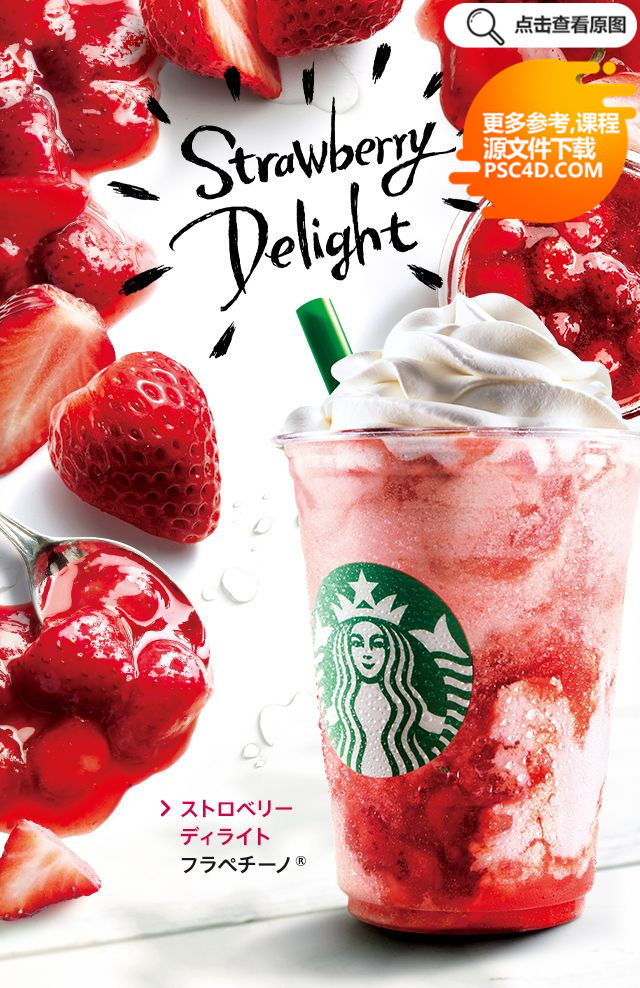 点击查看原图
更多参考,课程
源文件下载
PSC4D.COM
Strawberry
Delight
ストロベリー
ディライト
フラペチーノ®